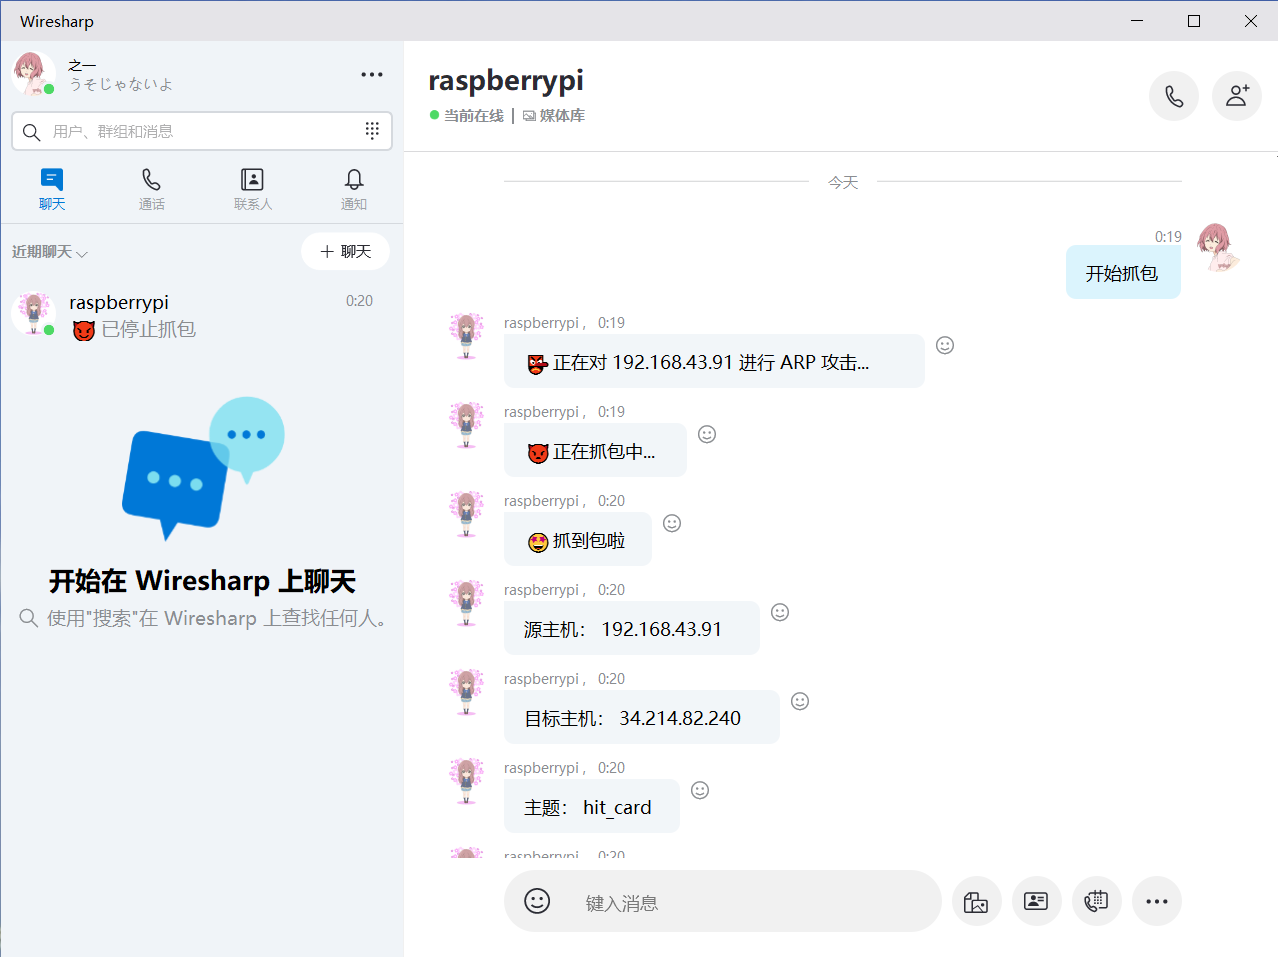 Wiresharp
之一
うそじゃないよ
用户、群组和消息
聊天 通话 联系人 通知
近期聊天
聊天
raspberrypi 0:20
已停止抓包
开始在 Wiresharp 上聊天
使用"搜索"在 Wiresharp 上查找任何人。
raspberrypi
当前在线 | 媒体库
今天
0:19
开始抓包
raspberrypi， 0:19
正在对 192.168.43.91 进行 ARP 攻击...
raspberrypi， 0:19
正在抓包中...
raspberrypi， 0:20
抓到包啦
raspberrypi， 0:20
源主机： 192.168.43.91
raspberrypi， 0:20
目标主机： 34.214.82.240
raspberrypi， 0:20
主题： hit_card
raspberrypi， 0:20
键入消息